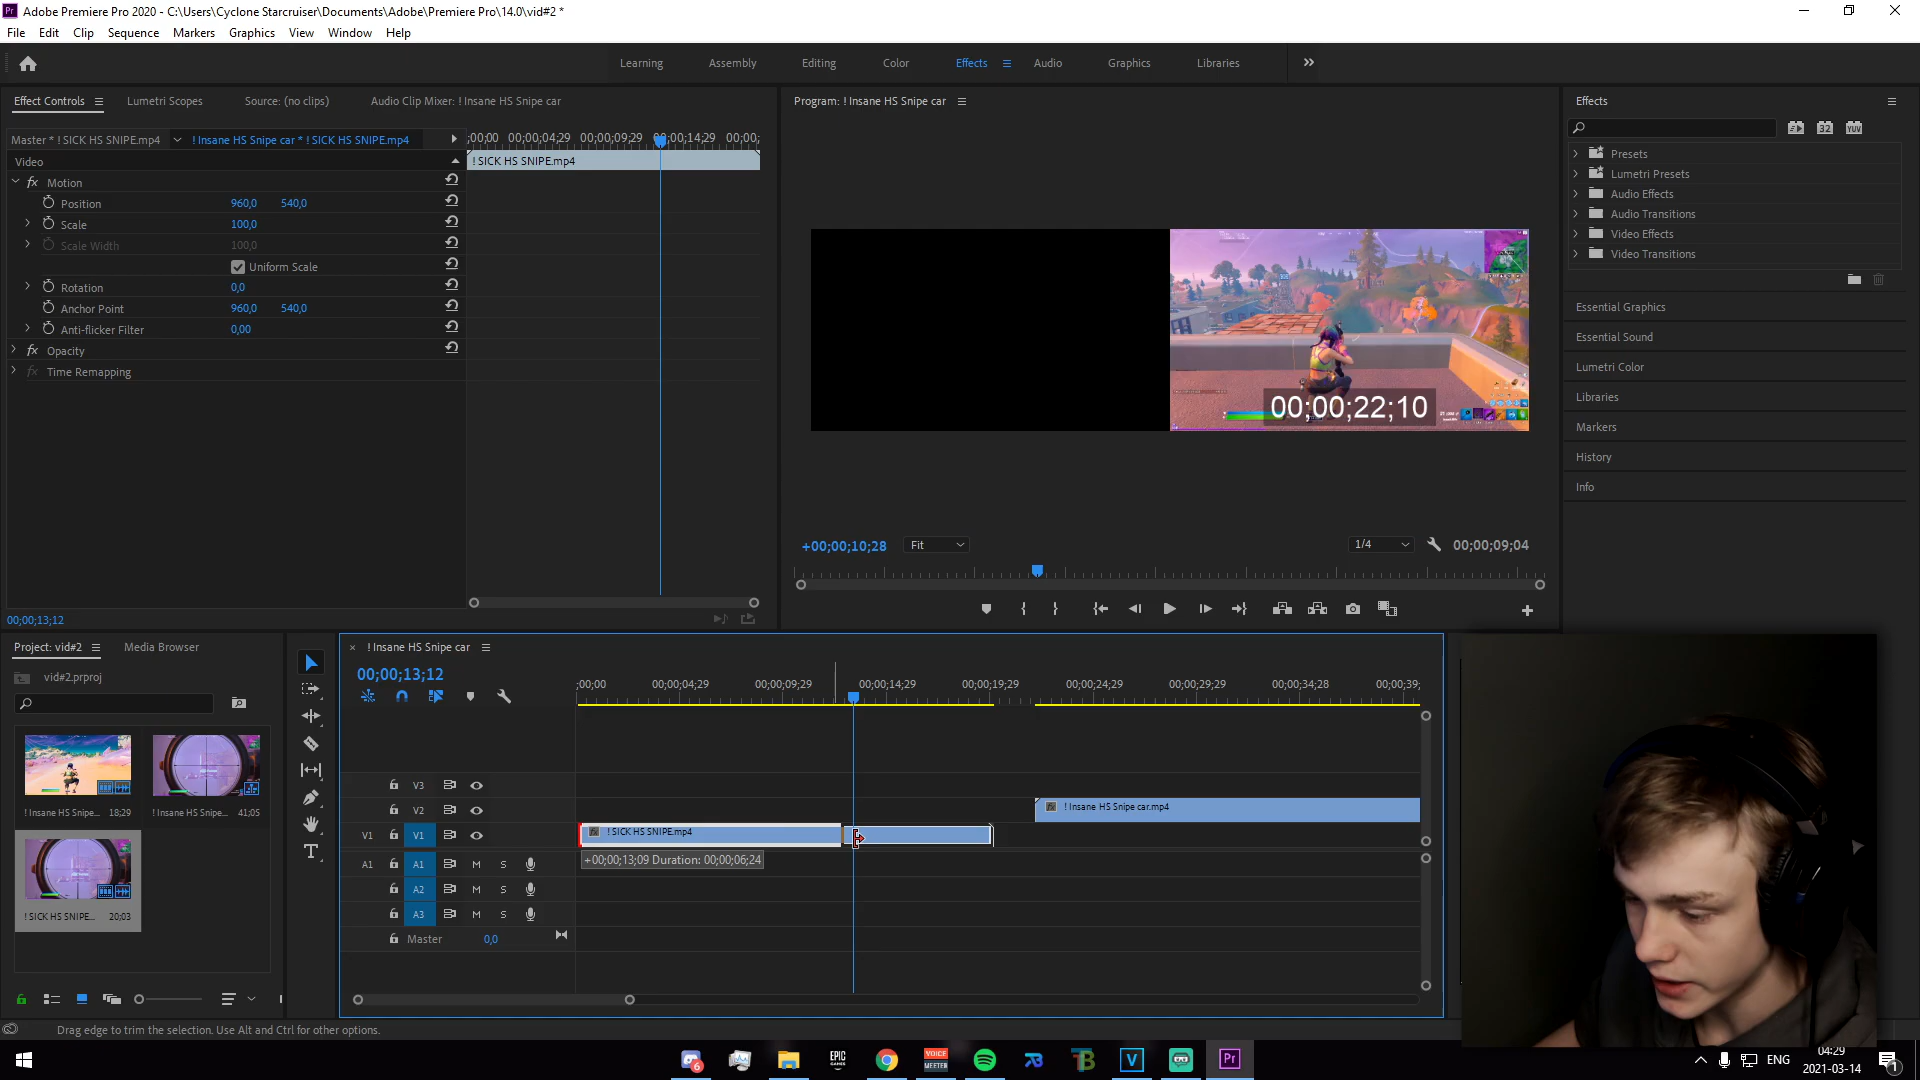 Adobe Premiere Pro 2020 - C:\Users\Cyclone Starcruiser\Documents\Adobe\Premiere Pro\14.0\vid#2 *
File Edit Clip Sequence Markers Graphics View Window Help
Learning Assembly Editing Color Effects Audio Graphics Libraries
Effect Controls Lumetri Scopes Source: (no clips) Audio Clip Mixer: ! Insane HS Snipe car
Program: ! Insane HS Snipe car
Effects
Master * ! SICK HS SNIPE.mp4 ! Insane HS Snipe car * ! SICK HS SNIPE.mp4
;00;00 00;00;04;29 00;00;09;29 00;00;14;29 00;00;
Video
! SICK HS SNIPE.mp4
fx Motion
Position 960,0 540,0
Scale 100,0
Scale Width 100,0
Uniform Scale
Rotation 0,0
Anchor Point 960,0 540,0
Anti-flicker Filter 0,00
fx Opacity
fx Time Remapping
00;00;13;12
00;00;22;10
+00;00;10;28 Fit 1/4 00;00;09;04
32 YUV
Presets
Lumetri Presets
Audio Effects
Audio Transitions
Video Effects
Video Transitions
Essential Graphics
Essential Sound
Lumetri Color
Libraries
Markers
History
Info
Project: vid#2 Media Browser
vid#2.prproj
! Insane HS Snipe... 18;29
! Insane HS Snipe... 41;05
! SICK HS SNIPE... 20;03
! Insane HS Snipe car
00;00;13;12
;00;00 00;00;04;29 00;00;09;29 00;00;14;29 00;00;19;29 00;00;24;29 00;00;29;29 00;00;34;28 00;00;39;
V3
V2
! Insane HS Snipe car.mp4
V1 V1
! SICK HS SNIPE.mp4
+00;00;13;09 Duration: 00;00;06;24
A1 A1 M S
A2 M S
A3 M S
Master 0,0
Drag edge to trim the selection. Use Alt and Ctrl for other options.
6
EPIC GAMES
VOICE MEETER
V
Pr
ENG
04:29
2021-03-14
1